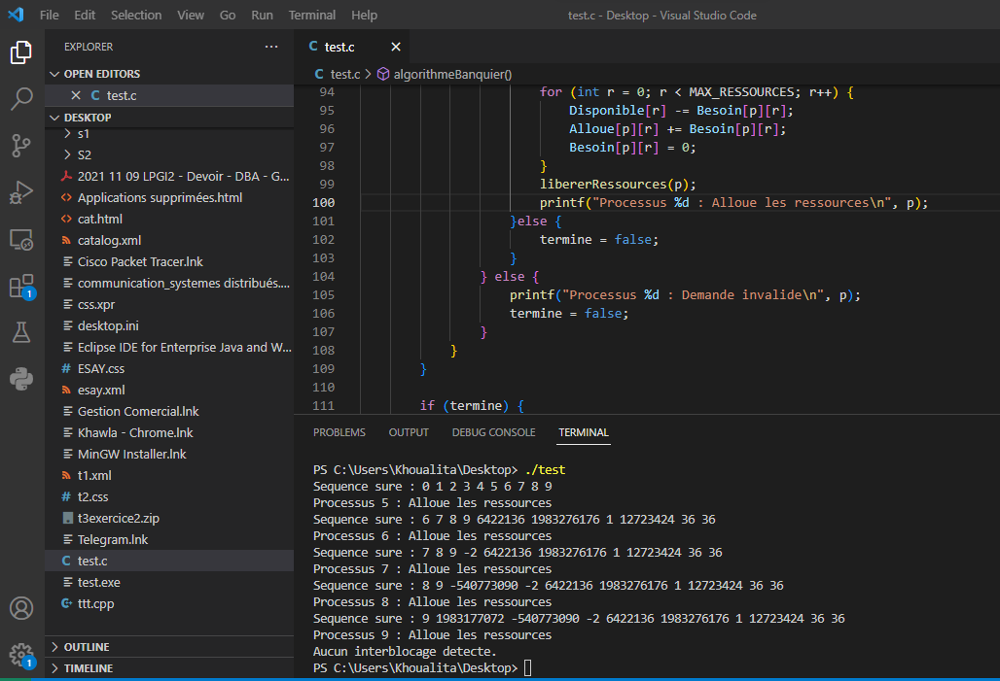 File Edit Selection View Go Run Terminal Help
test.c - Desktop - Visual Studio Code
EXPLORER
OPEN EDITORS
test.c
DESKTOP
s1
S2
2021 11 09 LPGI2 - Devoir - DBA - G...
Applications supprimées.html
cat.html
catalog.xml
Cisco Packet Tracer.lnk
communication_systemes distribués....
css.xpr
desktop.ini
Eclipse IDE for Enterprise Java and W...
ESAY.css
esay.xml
Gestion Comercial.lnk
Khawla - Chrome.lnk
MinGW Installer.lnk
t1.xml
t2.css
t3exercice2.zip
Telegram.lnk
test.c
test.exe
ttt.cpp
OUTLINE
TIMELINE
1
1
test.c
test.c > algorithmeBanquier()
94 for (int r = 0; r < MAX_RESSOURCES; r++) {
95 Disponible[r] -= Besoin[p][r];
96 Alloue[p][r] += Besoin[p][r];
97 Besoin[p][r] = 0;
98 }
99 libererRessources(p);
100 printf("Processus %d : Alloue les ressources\n", p);
101 }else {
102 termine = false;
103 }
104 } else {
105 printf("Processus %d : Demande invalide\n", p);
106 termine = false;
107 }
108 }
109 }
110
111 if (termine) {
PROBLEMS OUTPUT DEBUG CONSOLE TERMINAL
PS C:\Users\Khoualita\Desktop> ./test
Sequence sure : 0 1 2 3 4 5 6 7 8 9
Processus 5 : Alloue les ressources
Sequence sure : 6 7 8 9 6422136 1983276176 1 12723424 36 36
Processus 6 : Alloue les ressources
Sequence sure : 7 8 9 -2 6422136 1983276176 1 12723424 36 36
Processus 7 : Alloue les ressources
Sequence sure : 8 9 -540773090 -2 6422136 1983276176 1 12723424 36 36
Processus 8 : Alloue les ressources
Sequence sure : 9 1983177072 -540773090 -2 6422136 1983276176 1 12723424 36 36
Processus 9 : Alloue les ressources
Aucun interblocage detecte.
PS C:\Users\Khoualita\Desktop>